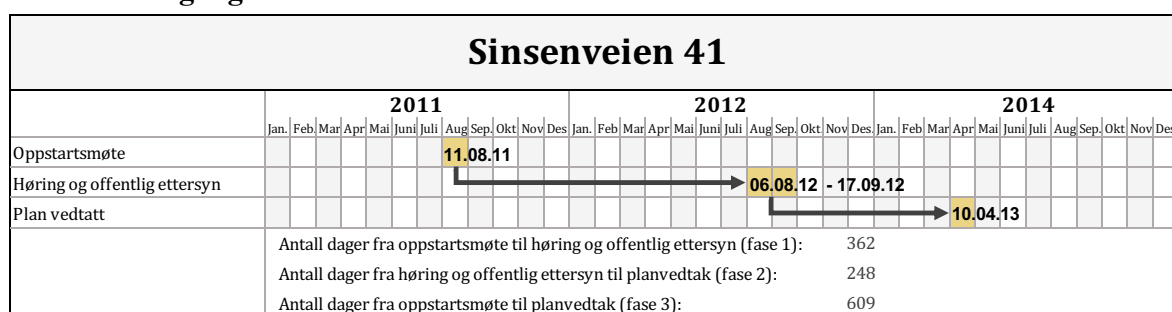 Sinsenveien 41
2011 2012 2014
Jan. Feb. Mar Apr Mai Juni Juli Aug Sep. Okt Nov Des Jan. Feb Mar Apr Mai Juni Juli Aug Sep. Okt Nov Des. Jan. Feb Mar Apr Mai Juni Juli Aug Sep. Okt Nov Des
Oppstartsmøte 11.08.11
Høring og offentlig ettersyn 06.08.12 - 17.09.12
Plan vedtatt 10.04.13
Antall dager fra oppstartsmøte til høring og offentlig ettersyn (fase 1): 362
Antall dager fra høring og offentlig ettersyn til planvedtak (fase 2): 248
Antall dager fra oppstartsmøte til planvedtak (fase 3): 609